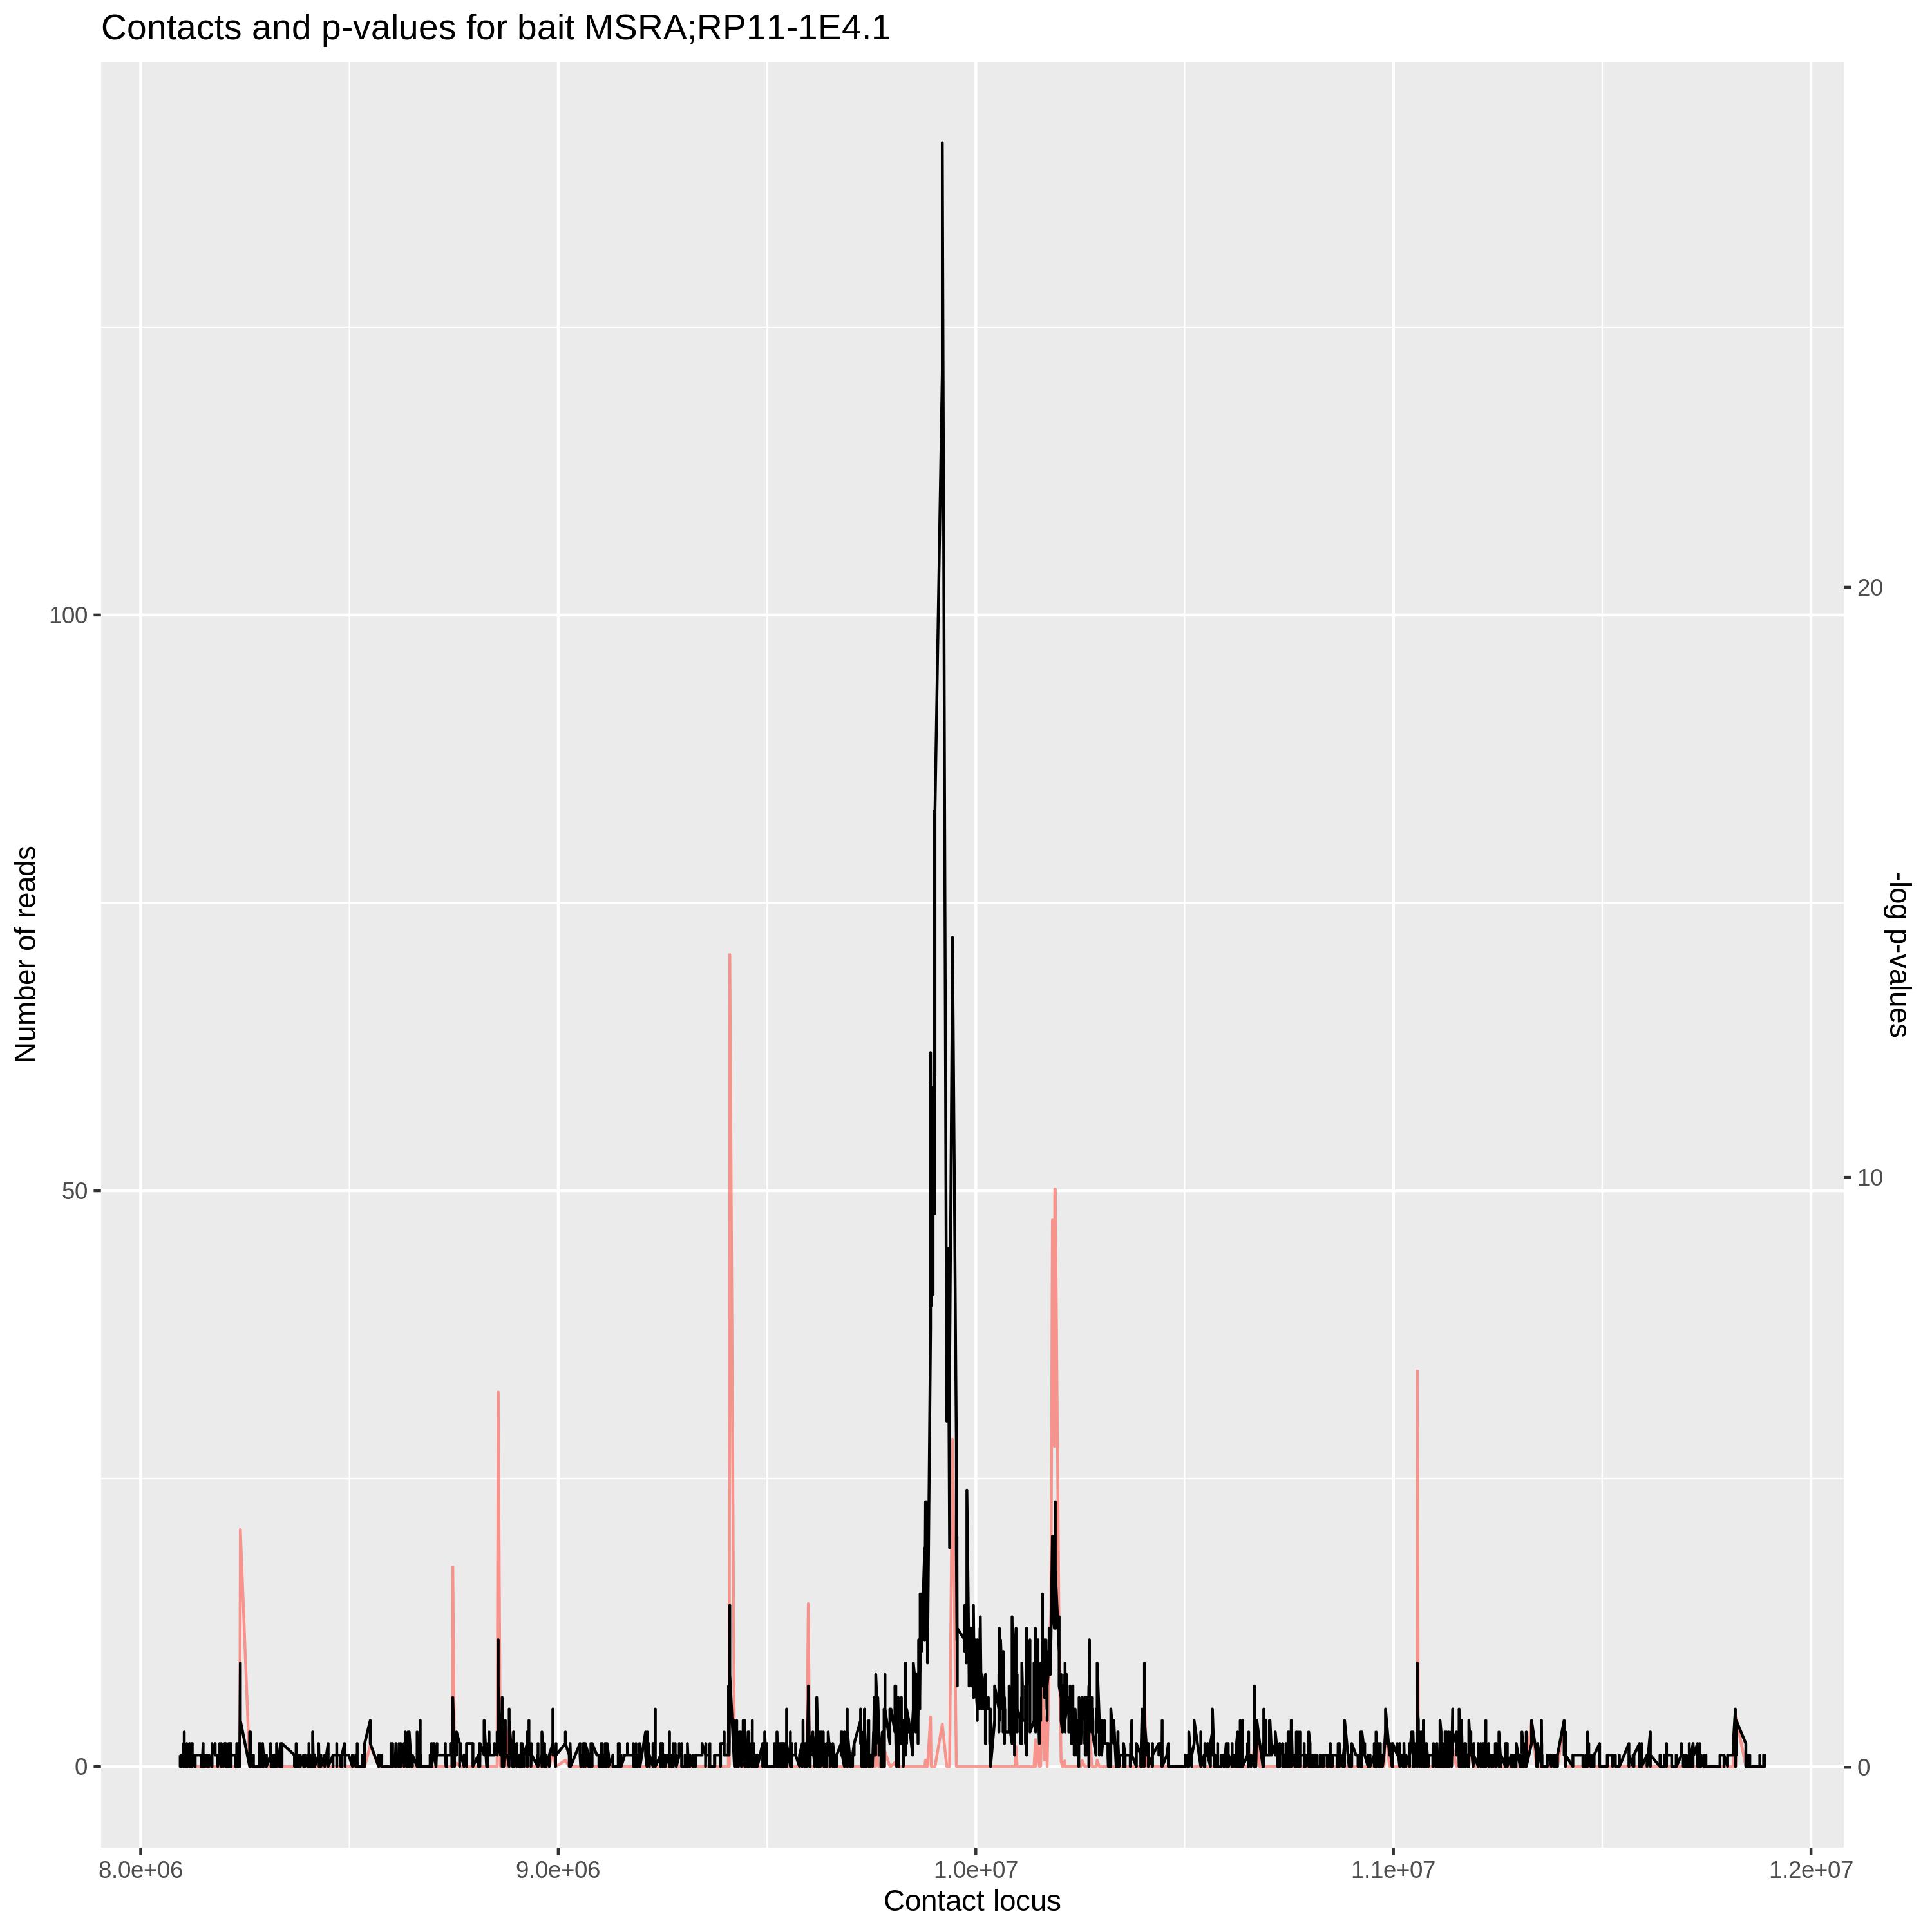 Contacts and p-values for bait MSRA;RP11-1E4.1
Number of reads
100
50
0
20
10
0
-log p-values
8.0e+06
9.0e+06
1.0e+07
1.1e+07
1.2e+07
Contact locus